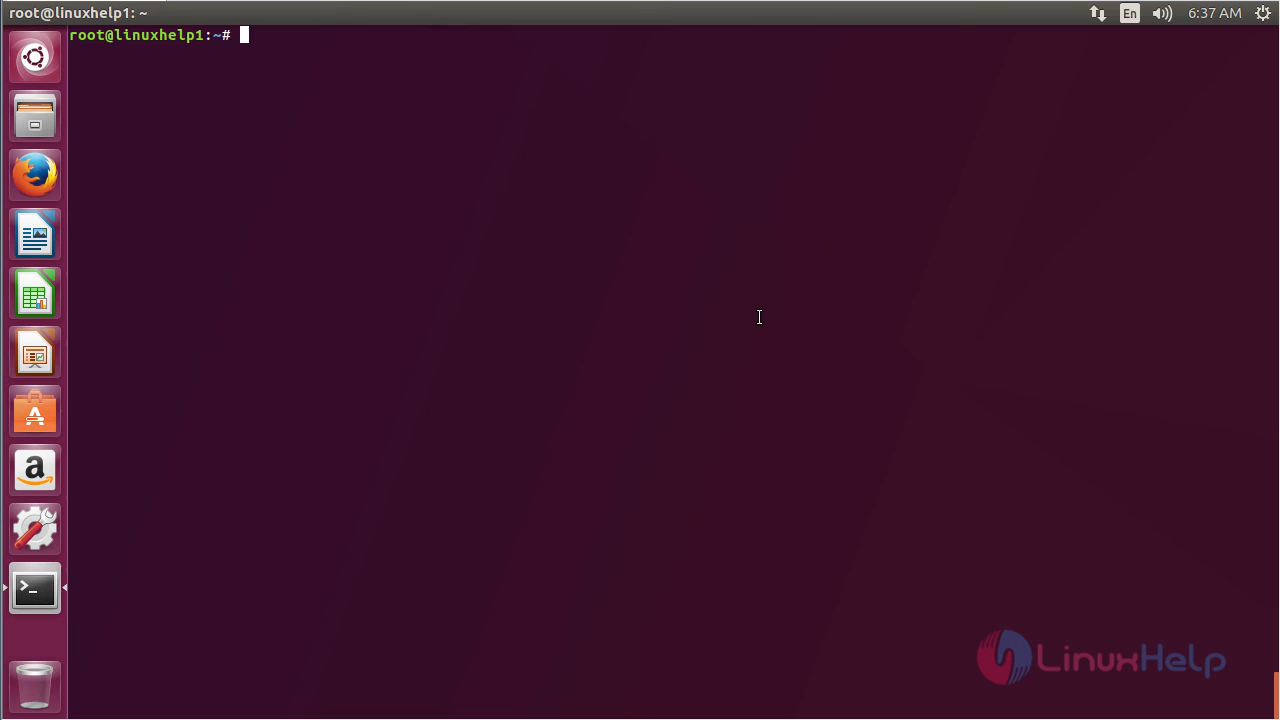 root@linuxhelp1: ~
En
6:37 AM
root@linuxhelp1:~#
A
a
>_
LinuxHelp